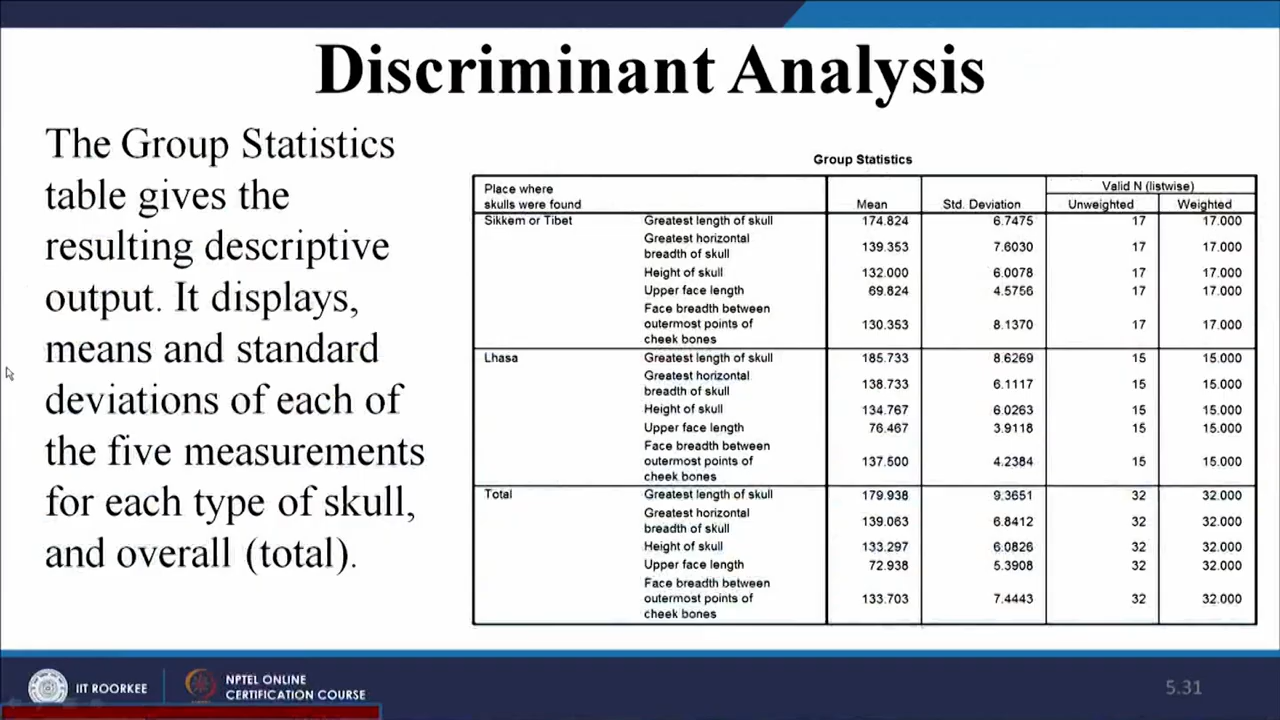 Discriminant Analysis
The Group Statistics
table gives the
resulting descriptive
output. It displays,
means and standard
deviations of each of
the five measurements
for each type of skull,
and overall (total).
Group Statistics
Place where
skulls were found
Mean
Std. Deviation
Valid N (listwise)
Unweighted
Weighted
Sikkem or Tibet
Greatest length of skull 174.824 6.7475 17 17.000
Greatest horizontal
breadth of skull 139.353 7.6030 17 17.000
Height of skull 132.000 6.0078 17 17.000
Upper face length 69.824 4.5756 17 17.000
Face breadth between
outermost points of 130.353 8.1370 17 17.000
cheek bones
Lhasa
Greatest length of skull 185.733 8.6269 15 15.000
Greatest horizontal
breadth of skull 138.733 6.1117 15 15.000
Height of skull 134.767 6.0263 15 15.000
Upper face length 76.467 3.9118 15 15.000
Face breadth between
outermost points of 137.500 4.2384 15 15.000
cheek bones
Total
Greatest length of skull 179.938 9.3651 32 32.000
Greatest horizontal
breadth of skull 139.063 6.8412 32 32.000
Height of skull 133.297 6.0826 32 32.000
Upper face length 72.938 5.3908 32 32.000
Face breadth between
outermost points of 133.703 7.4443 32 32.000
cheek bones
IIT ROORKEE
NPTEL ONLINE
CERTIFICATION COURSE
5.31